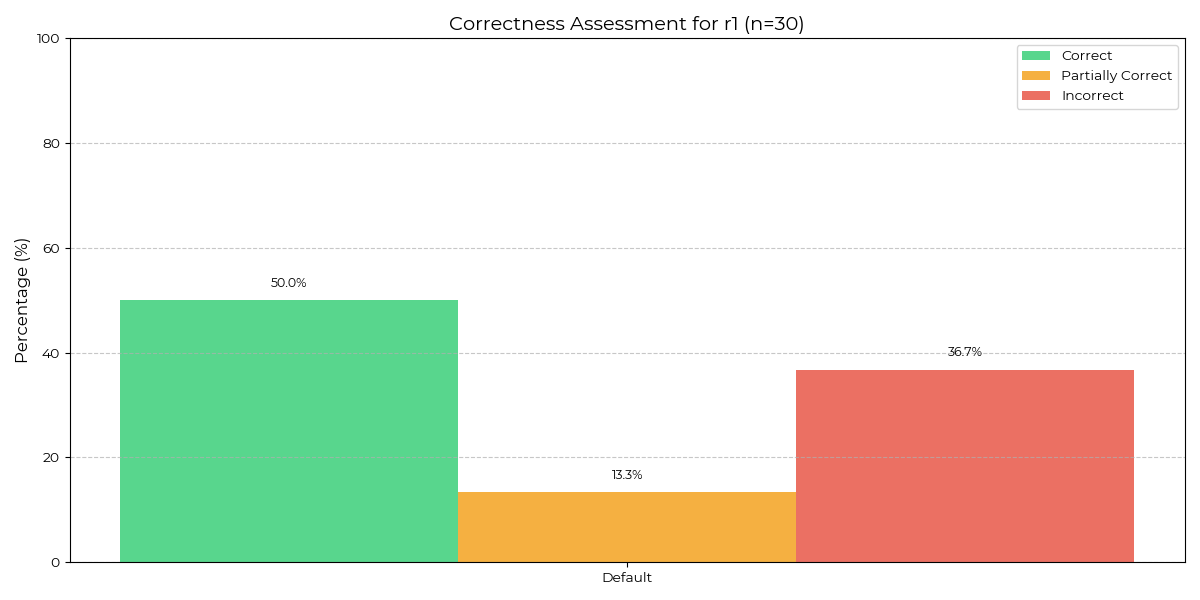 Correctness Assessment for r1 (n=30)
Correct
Partially Correct
Incorrect
Percentage (%)
100
80
60
40
20
0
50.0%
13.3%
36.7%
Default